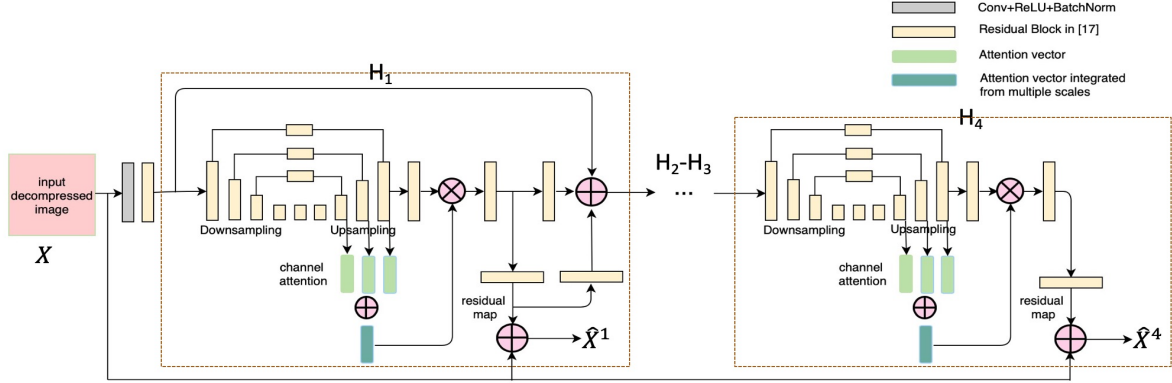 Conv+ReLU+BatchNorm
Residual Block in [17]
Attention vector
Attention vector integrated
from multiple scales
H₁
H₄
input
decompressed
image
X
H₂-H₃
...
Downsampling
Upsampling
channel
attention
residual
map
X̂¹
Downsampling
Upsampling
channel
attention
residual
map
X̂⁴